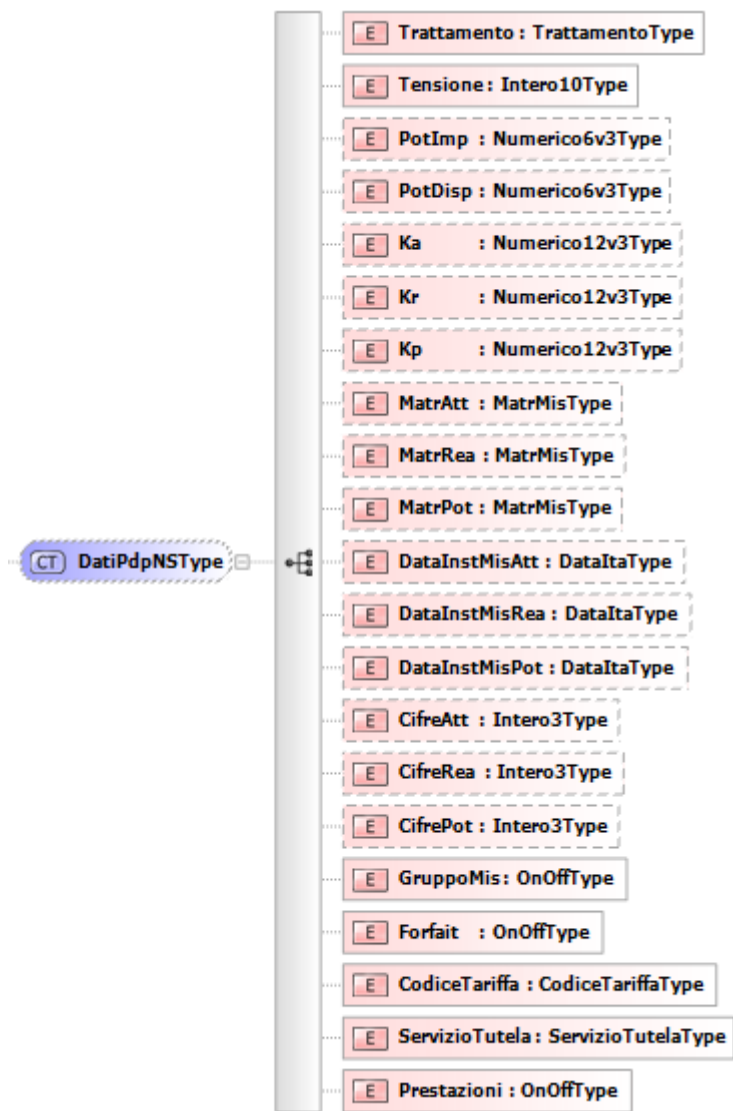 E Trattamento : TrattamentoType
E Tensione : Intero10Type
E PotImp : Numerico6v3Type
E PotDisp : Numerico6v3Type
E Ka : Numerico12v3Type
E Kr : Numerico12v3Type
E Kp : Numerico12v3Type
E MatrAtt : MatrMisType
E MatrRea : MatrMisType
E MatrPot : MatrMisType
CT DatiPdpNSType
E DataInstMisAtt : DataItaType
E DataInstMisRea : DataItaType
E DataInstMisPot : DataItaType
E CifreAtt : Intero3Type
E CifreRea : Intero3Type
E CifrePot : Intero3Type
E GruppoMis: OnOffType
E Forfait : OnOffType
E CodiceTariffa : CodiceTariffaType
E ServizioTutela : ServizioTutelaType
E Prestazioni : OnOffType